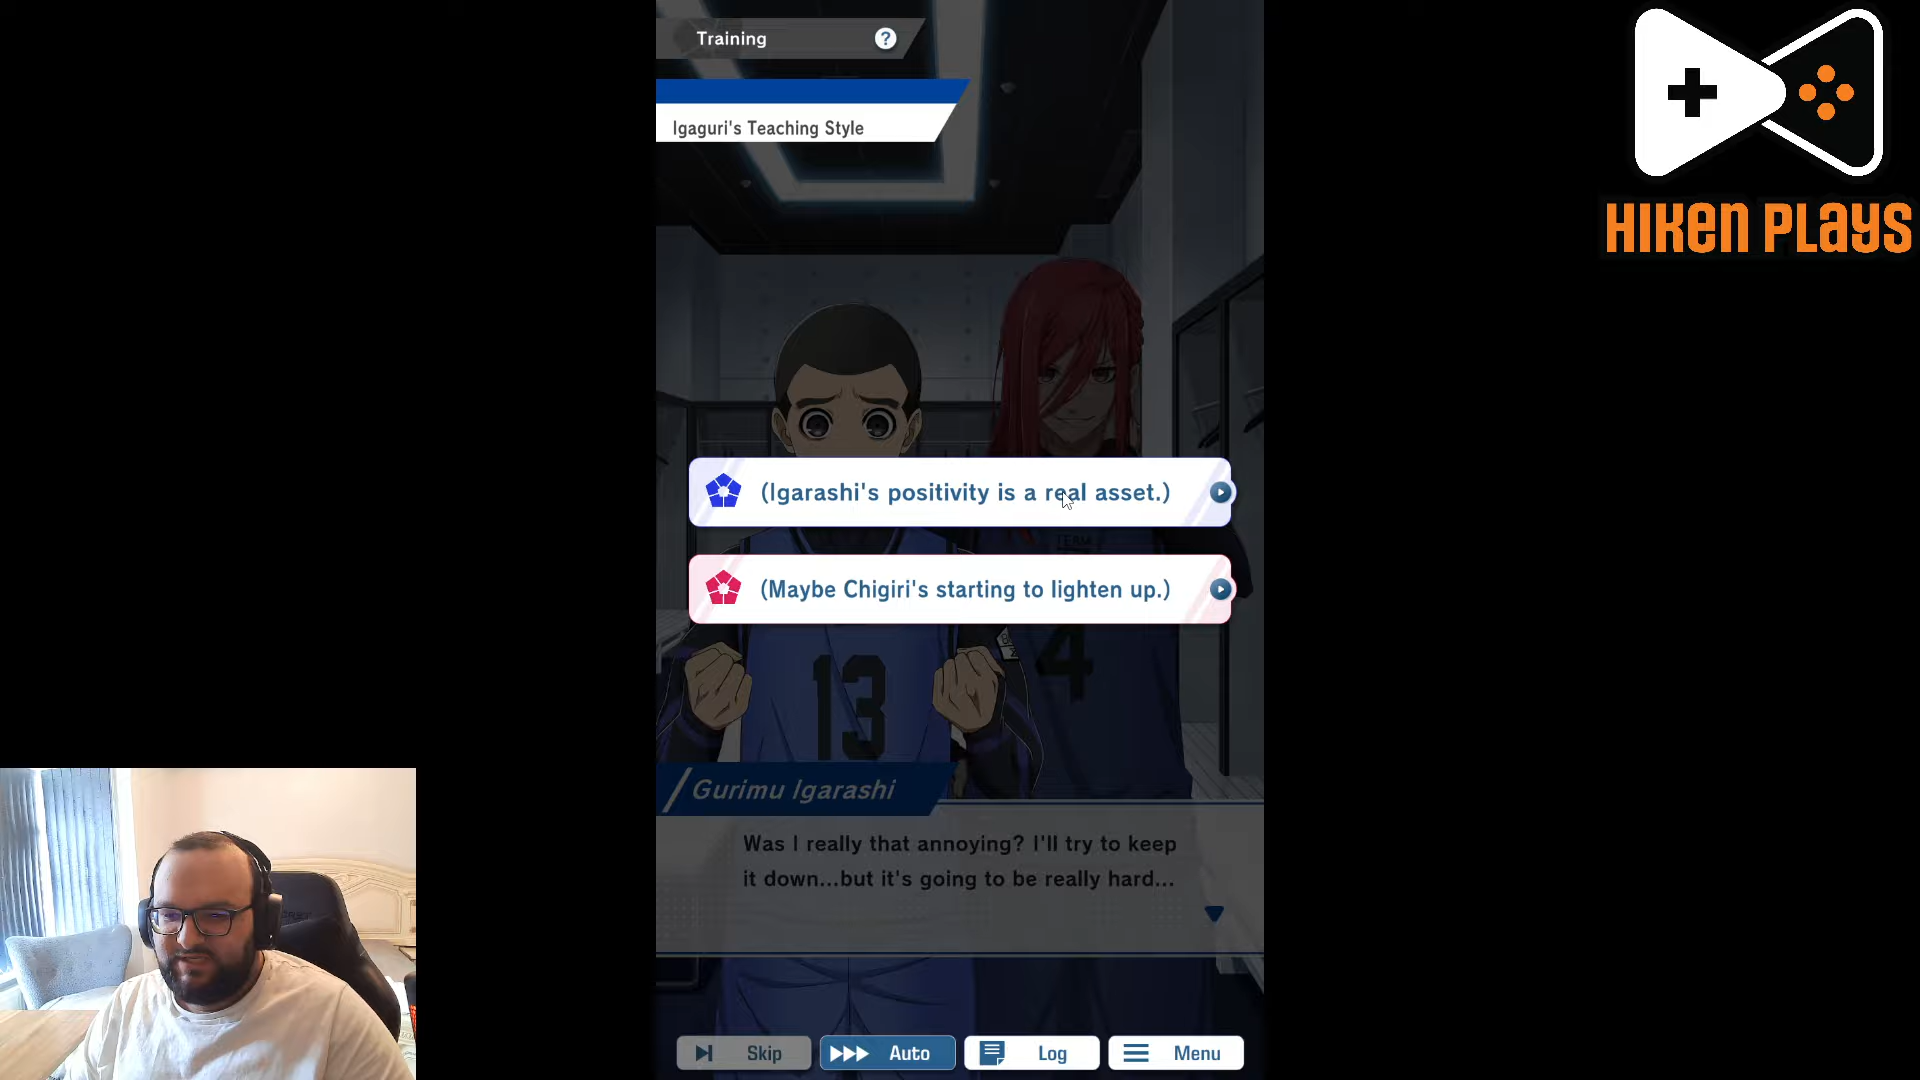 Training
?
Igaguri's Teaching Style
HIKEN PLAYS
(Igarashi's positivity is a real asset.)
(Maybe Chigiri's starting to lighten up.)
TEAM
4
13
Gurimu Igarashi
Was I really that annoying? I'll try to keep
it down...but it's going to be really hard...
Skip
Auto
Log
Menu